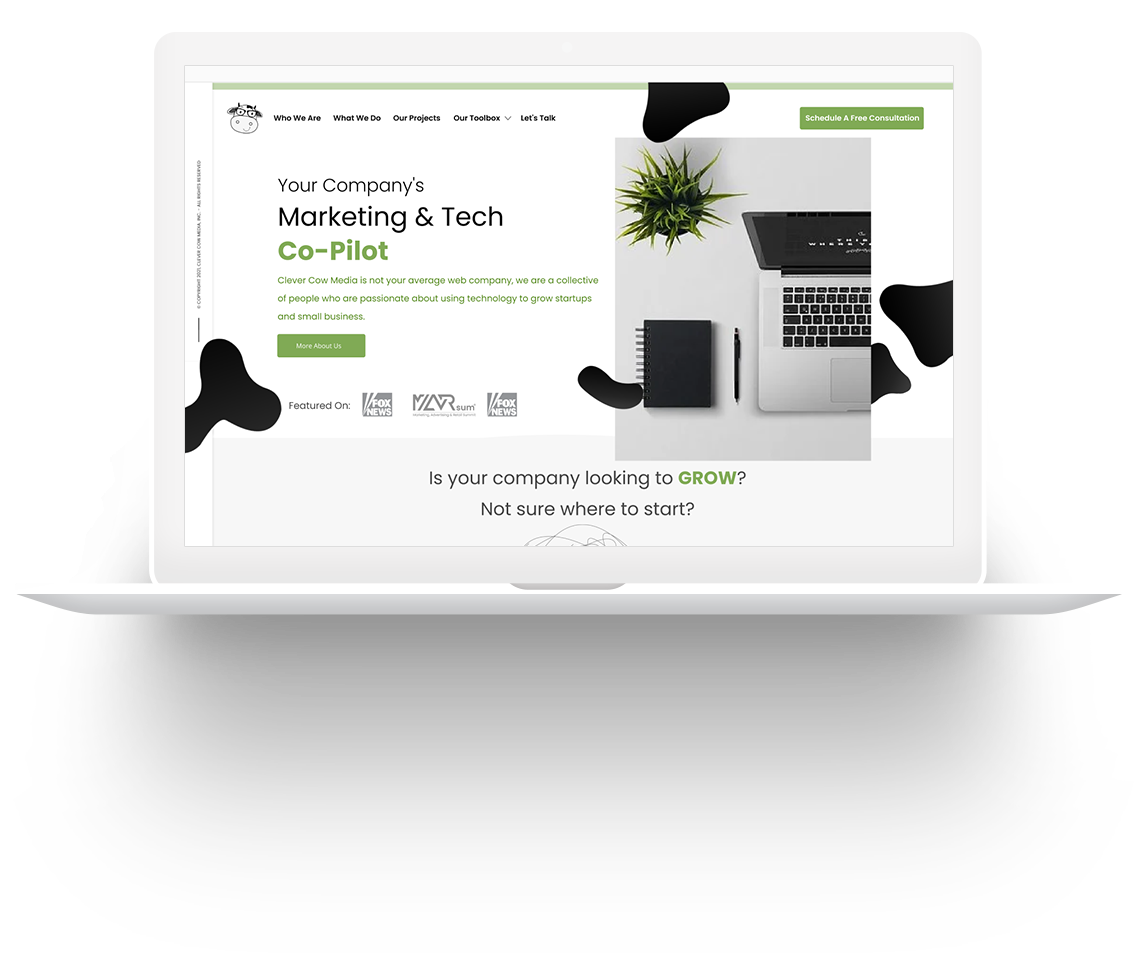 Who We Are
What We Do
Our Projects
Our Toolbox
Let's Talk
Schedule A Free Consultation
© COPYRIGHT 2021, CLEVER COW MEDIA, INC. - ALL RIGHTS RESERVED
Your Company's
Marketing & Tech
Co-Pilot
Clever Cow Media is not your average web company, we are a collective
of people who are passionate about using technology to grow startups
and small business.
More About Us
Featured On:
FOX
NEWS
sum
FOX
NEWS
Is your company looking to GROW?
Not sure where to start?